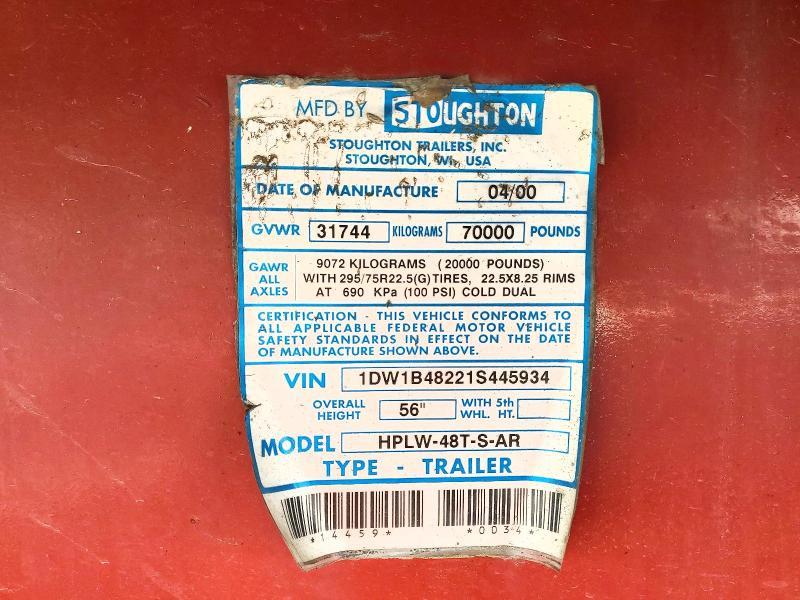 MFD BY STOUGHTON
STOUGHTON TRAILERS, INC.
STOUGHTON, WI, USA
DATE OF MANUFACTURE 04/00
GVWR 31744 KILOGRAMS 70000 POUNDS
GAWR ALL AXLES
9072 KILOGRAMS (20000 POUNDS)
WITH 295/75R22.5(G) TIRES, 22.5X8.25 RIMS
AT 690 KPa (100 PSI) COLD DUAL
CERTIFICATION - THIS VEHICLE CONFORMS TO
ALL APPLICABLE FEDERAL MOTOR VEHICLE
SAFETY STANDARDS IN EFFECT ON THE DATE
OF MANUFACTURE SHOWN ABOVE.
VIN 1DW1B48221S445934
OVERALL HEIGHT 56" WITH 5th WHL. HT.
MODEL HPLW-48T-S-AR
TYPE - TRAILER
*14459* *0D34*